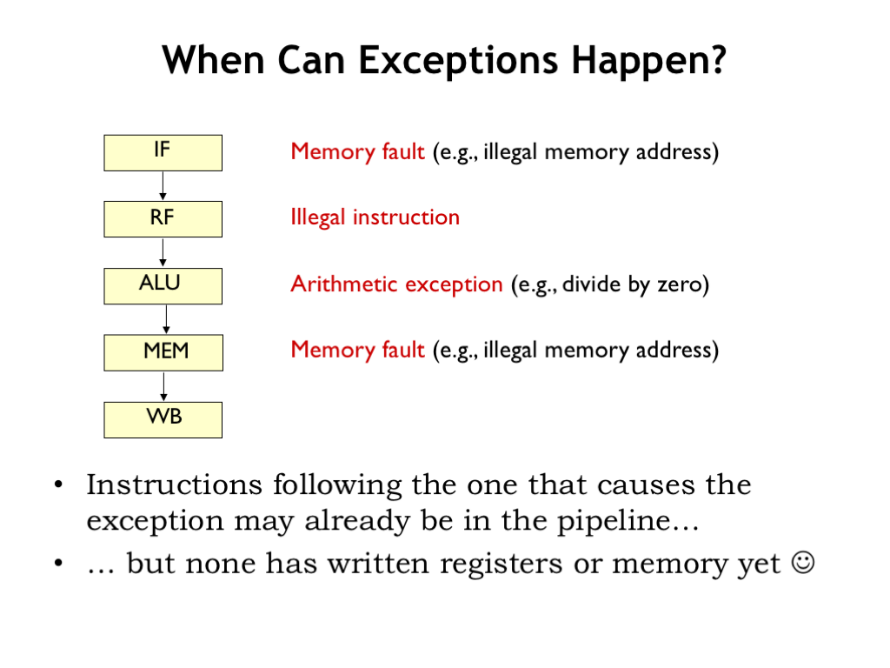 When Can Exceptions Happen?
IF
Memory fault (e.g., illegal memory address)
RF
Illegal instruction
ALU
Arithmetic exception (e.g., divide by zero)
MEM
Memory fault (e.g., illegal memory address)
WB
• Instructions following the one that causes the
exception may already be in the pipeline…
• … but none has written registers or memory yet ☺